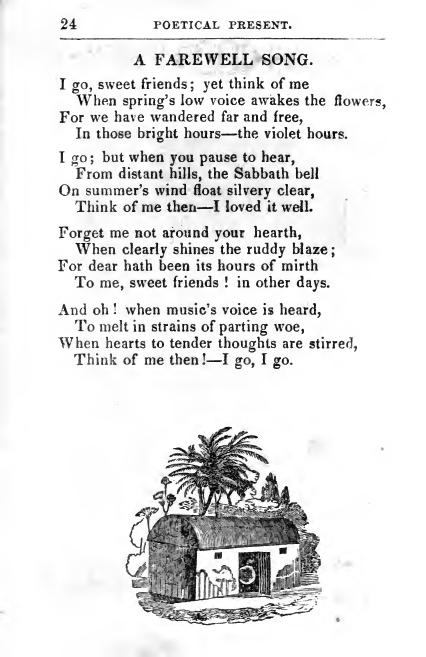 24 POETICAL PRESENT.
A FAREWELL SONG.
I go, sweet friends; yet think of me
When spring's low voice awakes the flowers,
For we have wandered far and free,
In those bright hours—the violet hours.
I go; but when you pause to hear,
From distant hills, the Sabbath bell
On summer's wind float silvery clear,
Think of me then—I loved it well.
Forget me not around your hearth,
When clearly shines the ruddy blaze;
For dear hath been its hours of mirth
To me, sweet friends ! in other days.
And oh ! when music's voice is heard,
To melt in strains of parting woe,
When hearts to tender thoughts are stirred,
Think of me then!—I go, I go.